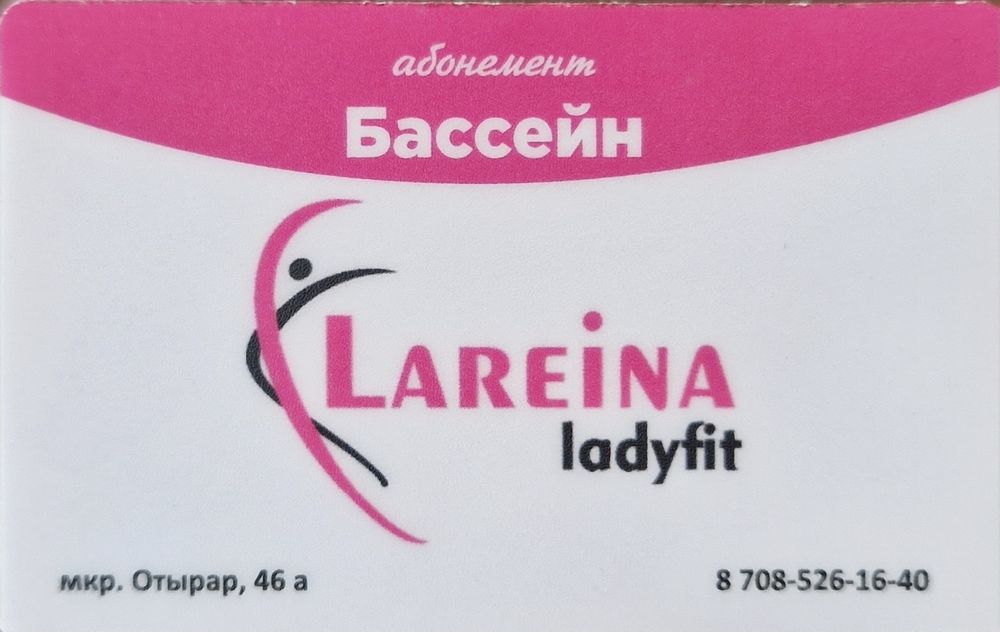 абонемент
Бассейн
LAREiNA
ladyfit
мкр. Отырар, 46 а
8 708-526-16-40